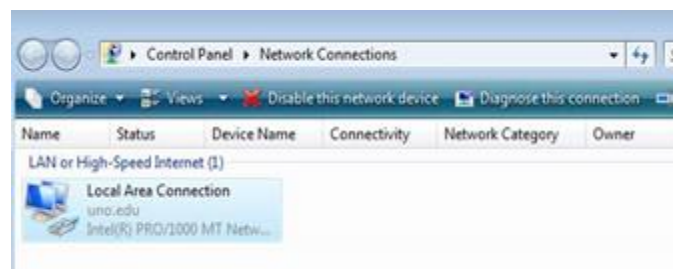 Control Panel Network Connections
Organize Views Disable this network device Diagnose this connection
Name Status Device Name Connectivity Network Category Owner
LAN or High-Speed Internet (1)
Local Area Connection
uno.edu
Intel(R) PRO/1000 MT Netw...